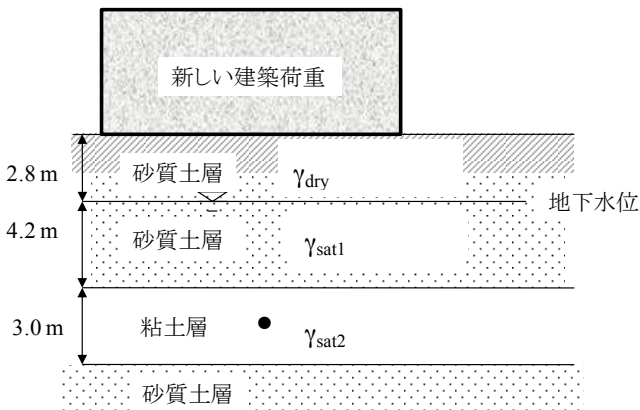 新しい建築荷重
2.8 m
砂質土層
γdry
地下水位
4.2 m
砂質土層
γsat1
3.0 m
粘土層
γsat2
砂質土層